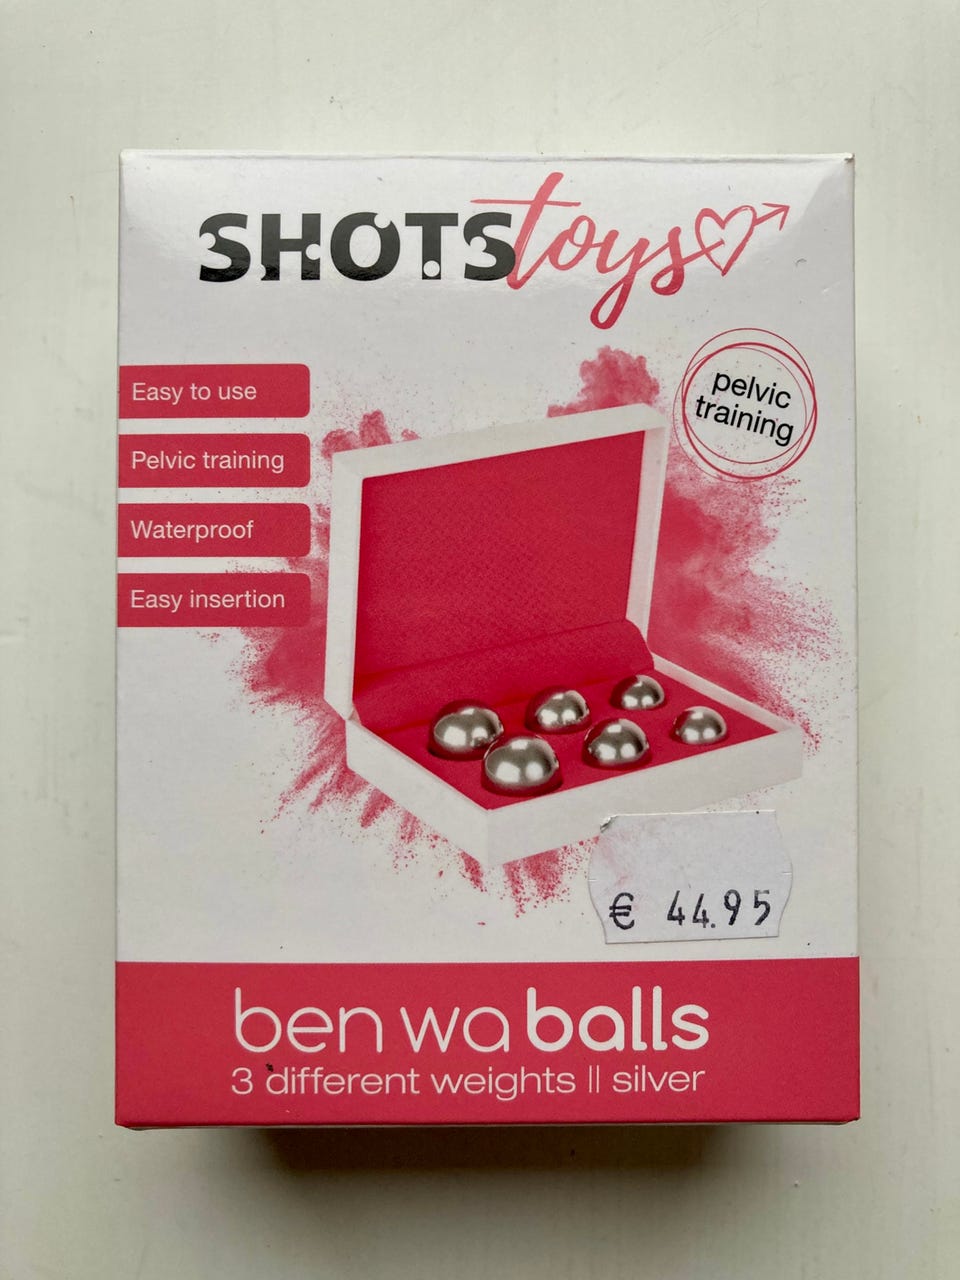 SHOTS toys
pelvic
training
Easy to use
Pelvic training
Waterproof
Easy insertion
€ 44.95
ben wa balls
3 different weights || silver